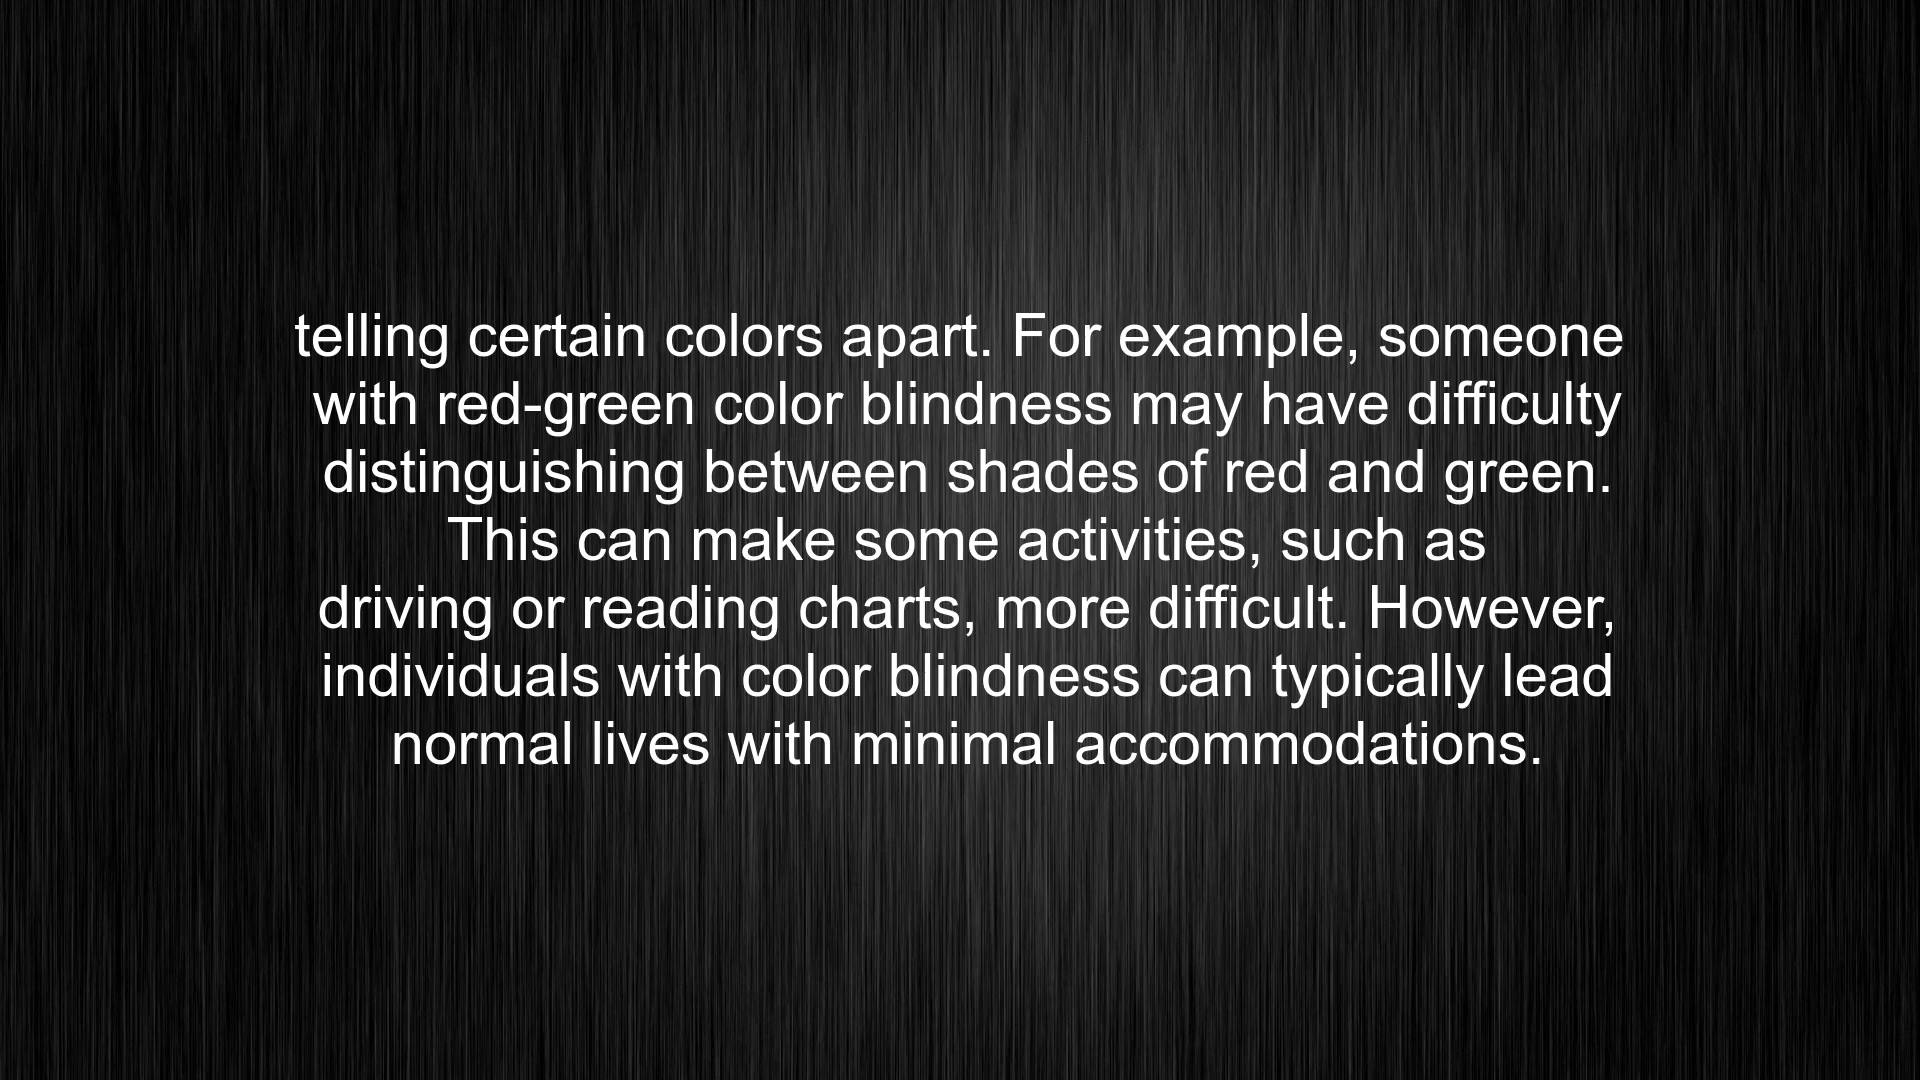 telling certain colors apart. For example, someone
with red-green color blindness may have difficulty
distinguishing between shades of red and green.
This can make some activities, such as
driving or reading charts, more difficult. However,
individuals with color blindness can typically lead
normal lives with minimal accommodations.